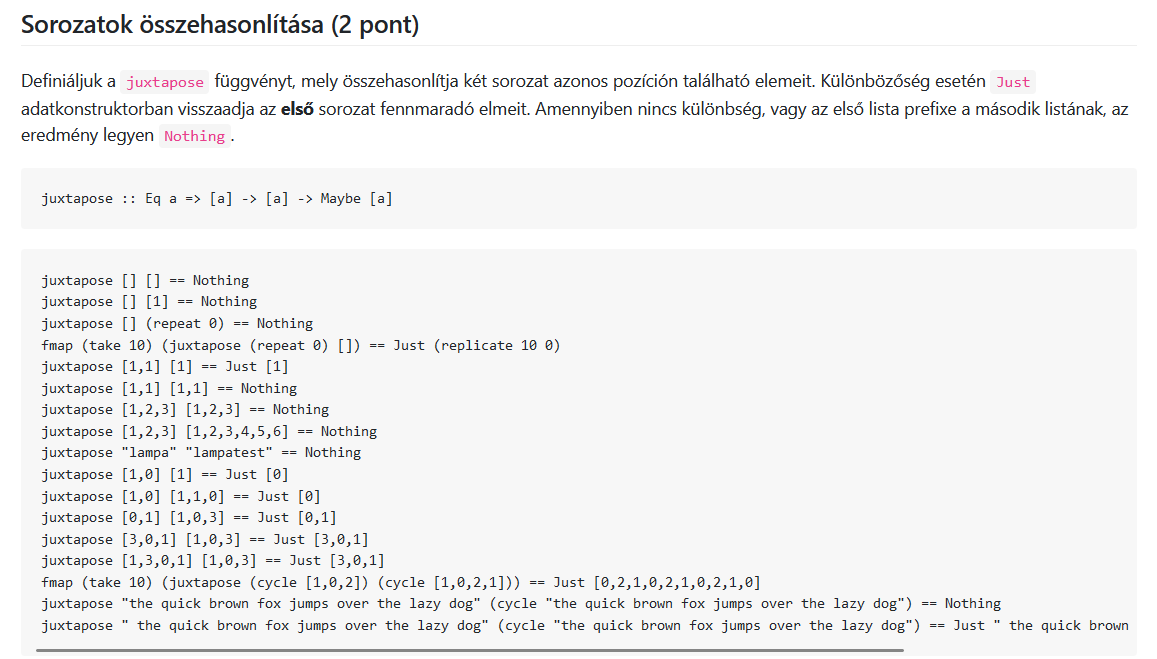 Sorozatok összehasonlítása (2 pont)
Definiáljuk a juxtapose függvényt, mely összehasonlítja két sorozat azonos pozíción található elemeit. Különbözőség esetén Just
adatkonstruktorban visszaadja az első sorozat fennmaradó elmeit. Amennyiben nincs különbség, vagy az első lista prefixe a második listának, az
eredmény legyen Nothing.
juxtapose :: Eq a => [a] -> [a] -> Maybe [a]
juxtapose [] [] == Nothing
juxtapose [] [1] == Nothing
juxtapose [] (repeat 0) == Nothing
fmap (take 10) (juxtapose (repeat 0) []) == Just (replicate 10 0)
juxtapose [1,1] [1] == Just [1]
juxtapose [1,1] [1,1] == Nothing
juxtapose [1,2,3] [1,2,3] == Nothing
juxtapose [1,2,3] [1,2,3,4,5,6] == Nothing
juxtapose "lampa" "lampatest" == Nothing
juxtapose [1,0] [1] == Just [0]
juxtapose [1,0] [1,1,0] == Just [0]
juxtapose [0,1] [1,0,3] == Just [0,1]
juxtapose [3,0,1] [1,0,3] == Just [3,0,1]
juxtapose [1,3,0,1] [1,0,3] == Just [3,0,1]
fmap (take 10) (juxtapose (cycle [1,0,2]) (cycle [1,0,2,1])) == Just [0,2,1,0,2,1,0,2,1,0]
juxtapose "the quick brown fox jumps over the lazy dog" (cycle "the quick brown fox jumps over the lazy dog") == Nothing
juxtapose " the quick brown fox jumps over the lazy dog" (cycle "the quick brown fox jumps over the lazy dog") == Just " the quick brown